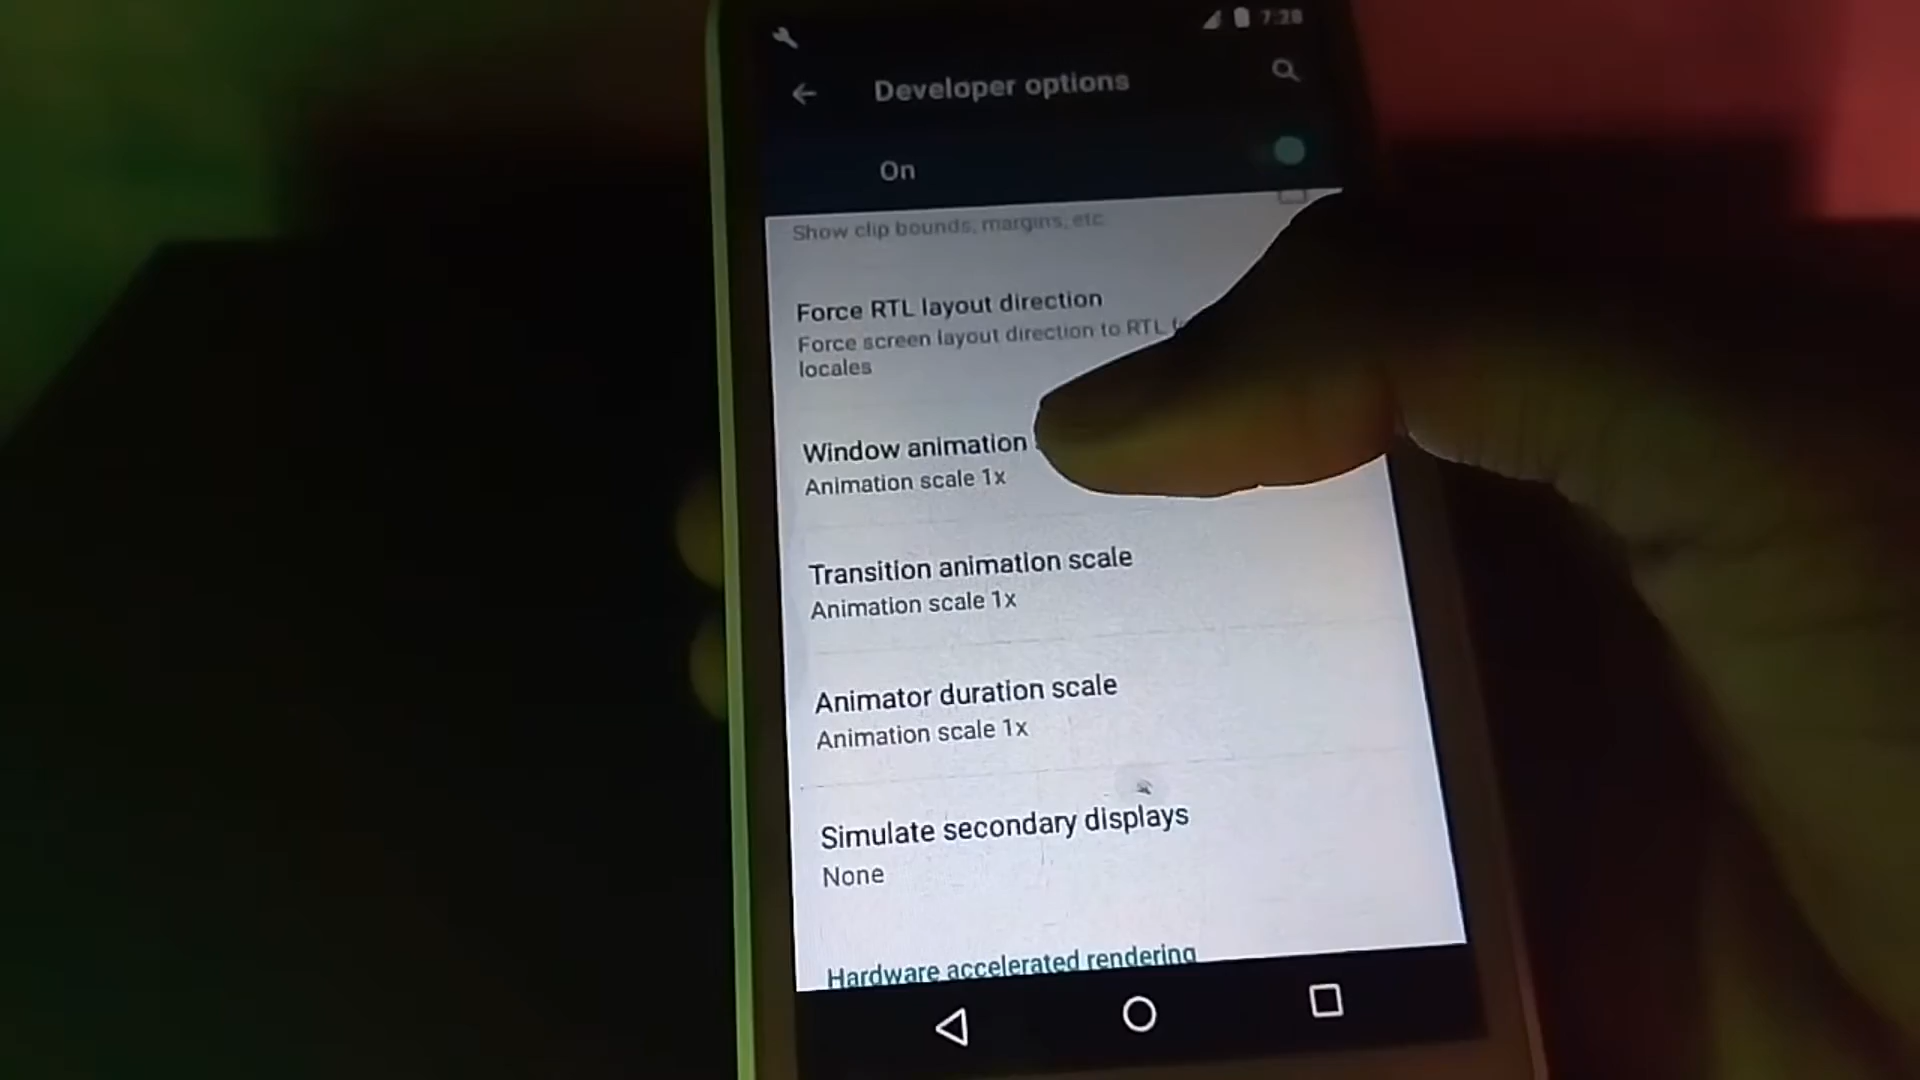 7:28
Developer options
On
Show clip bounds, margins, etc.
Force RTL layout direction
Force screen layout direction to RTL
locales
Window animation
Animation scale 1x
Transition animation scale
Animation scale 1x
Animator duration scale
Animation scale 1x
Simulate secondary displays
None
Hardware accelerated rendering